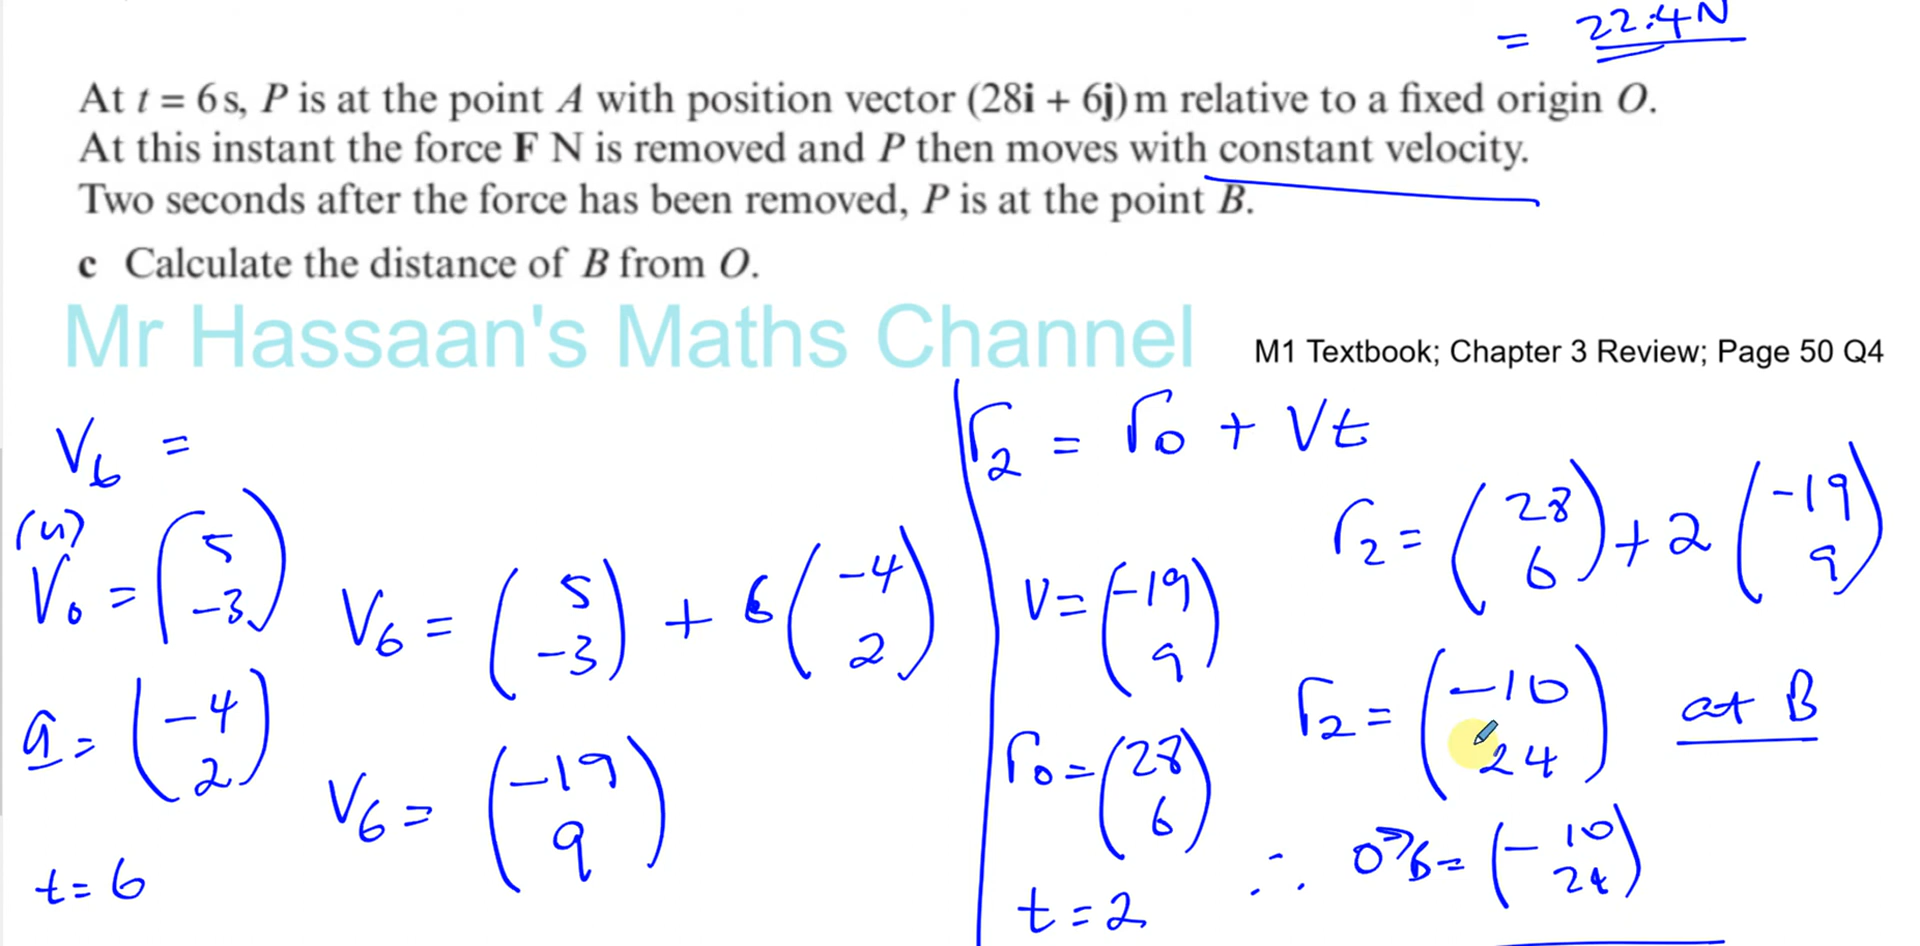 = 22.4N
At t = 6 s, P is at the point A with position vector (28i + 6j) m relative to a fixed origin O.
At this instant the force F N is removed and P then moves with constant velocity.
Two seconds after the force has been removed, P is at the point B.
c Calculate the distance of B from O.
Mr Hassaan's Maths Channel
M1 Textbook; Chapter 3 Review; Page 50 Q4
V₆ =
(u)
V₀ = (5 -3)
a = (-4 2)
t = 6
V₆ = (5 -3) + 6(-4 2)
V₆ = (-19 9)
r₂ = r₀ + Vt
V = (-19 9)
r₀ = (28 6)
t = 2
r₂ = (28 6) + 2(-19 9)
r₂ = (-10 24) at B
∴ OB = (-10 24)